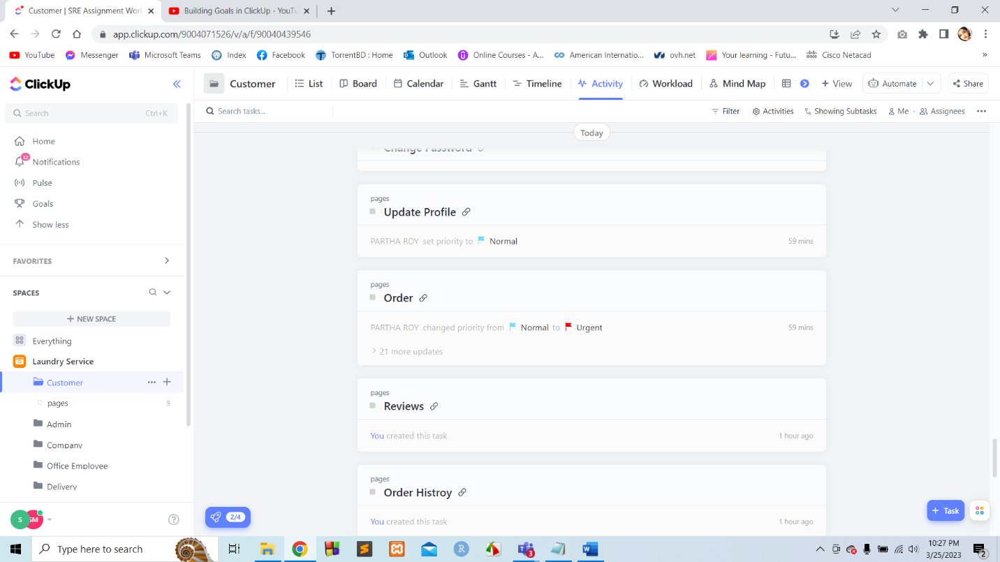 Customer | SRE Assignment Work
Building Goals in ClickUp - YouTu
app.clickup.com/9004071526/v/a/f/90040439546
YouTube
Messenger
Microsoft Teams
Index
Facebook
TorrentBD : Home
Outlook
Online Courses - A...
American Internatio...
ovh.net
Your learning - Futu...
Cisco Netacad
»
ClickUp
Customer
List
Board
Calendar
Gantt
Timeline
Activity
Workload
Mind Map
+ View
Automate
Share
Search Ctrl+K
Search tasks...
Filter
Activities
Showing Subtasks
Me
Assignees
Home
12
Notifications
Pulse
Goals
Show less
FAVORITES
SPACES
+ NEW SPACE
Everything
Laundry Service
Customer
pages 9
Admin
Company
Office Employee
Delivery
S
SM
Today
Change Password
pages
Update Profile
PARTHA ROY set priority to Normal 59 mins
pages
Order
PARTHA ROY changed priority from Normal to Urgent 59 mins
21 more updates
pages
Reviews
You created this task 1 hour ago
pages
Order Histroy
You created this task 1 hour ago
2/4
+ Task
Type here to search
3
10:27 PM
3/25/2023
2